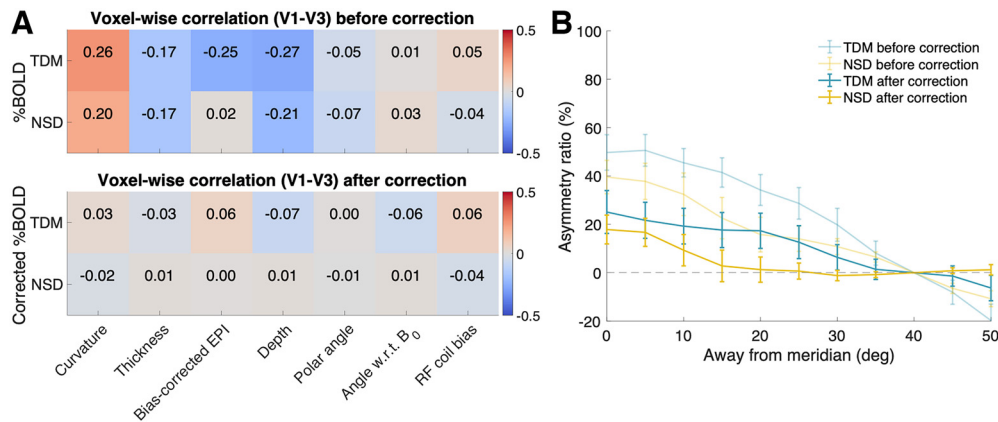 A
Voxel-wise correlation (V1-V3) before correction
%BOLD
TDM 0.26 -0.17 -0.25 -0.27 -0.05 0.01 0.05
NSD 0.20 -0.17 0.02 -0.21 -0.07 0.03 -0.04
0.5
0
-0.5
Voxel-wise correlation (V1-V3) after correction
Corrected %BOLD
TDM 0.03 -0.03 0.06 -0.07 0.00 -0.06 0.06
NSD -0.02 0.01 0.00 0.01 -0.01 0.01 -0.04
0.5
0
-0.5
Curvature
Thickness
Bias-corrected EPI
Depth
Polar angle
Angle w.r.t. B0
RF coil bias
B
Asymmetry ratio (%)
100
80
60
40
20
0
-20
TDM before correction
NSD before correction
TDM after correction
NSD after correction
0 10 20 30 40 50
Away from meridian (deg)